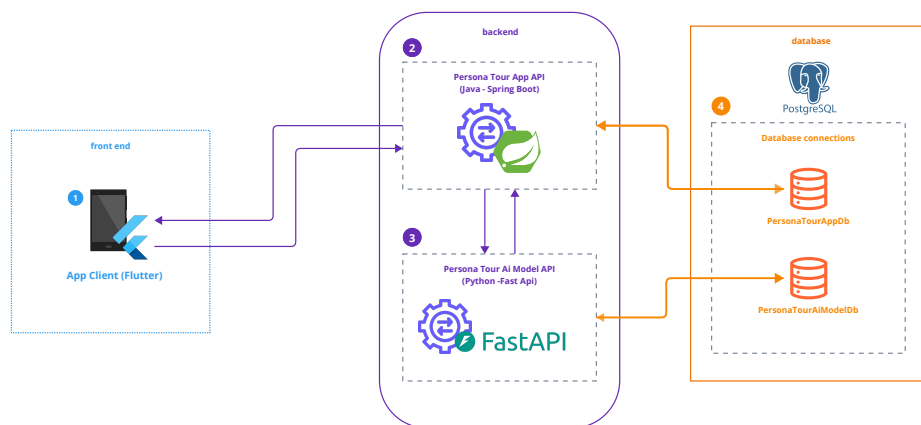 front end
1
App Client (Flutter)
backend
2
Persona Tour App API
(Java - Spring Boot)
3
Persona Tour Ai Model API
(Python -Fast Api)
FastAPI
database
PostgreSQL
4
Database connections
PersonaTourAppDb
PersonaTourAiModelDb